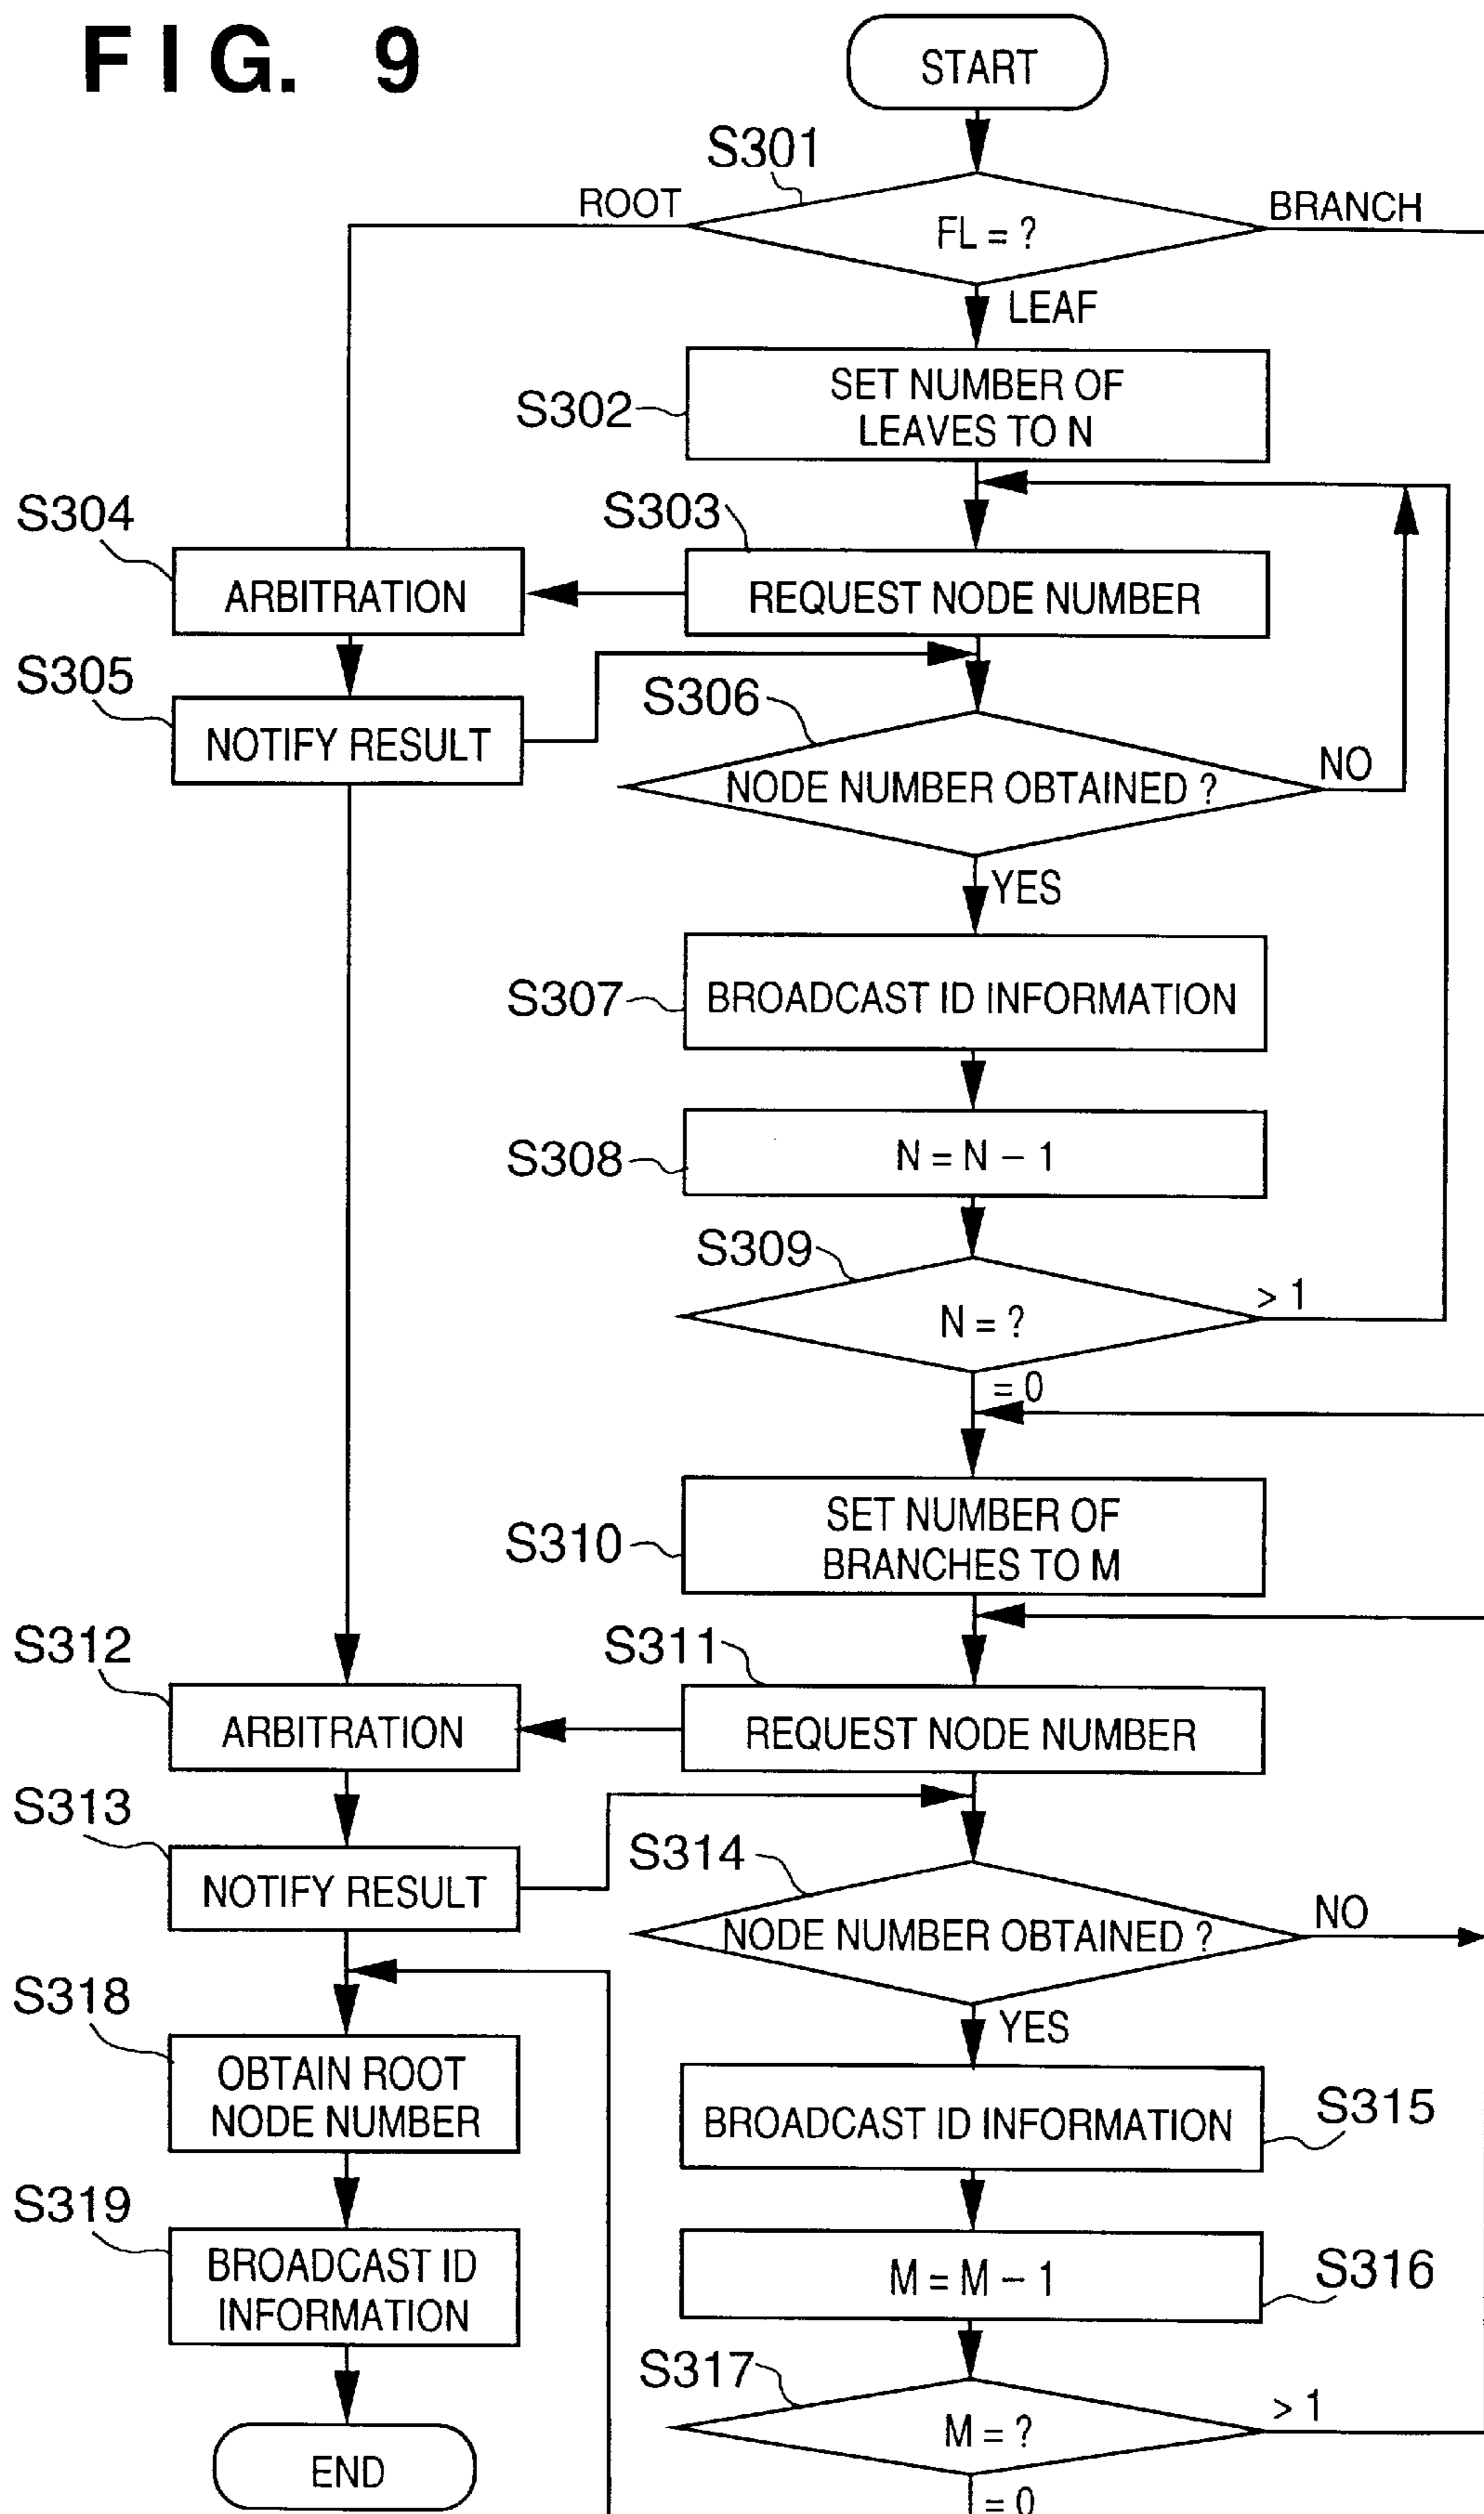 FIG. 9
START
S301
ROOT
BRANCH
FL = ?
LEAF
S302
SET NUMBER OF
LEAVES TO N
S304
S303
ARBITRATION
REQUEST NODE NUMBER
S305
S306
NOTIFY RESULT
NODE NUMBER OBTAINED ?
NO
YES
S307
BROADCAST ID INFORMATION
S308
N = N − 1
S309
N = ?
> 1
= 0
S310
SET NUMBER OF
BRANCHES TO M
S312
S311
ARBITRATION
REQUEST NODE NUMBER
S313
S314
NOTIFY RESULT
NODE NUMBER OBTAINED ?
NO
S318
YES
OBTAIN ROOT
NODE NUMBER
BROADCAST ID INFORMATION
S315
S319
BROADCAST ID
INFORMATION
M = M − 1
S316
S317
M = ?
> 1
END
= 0